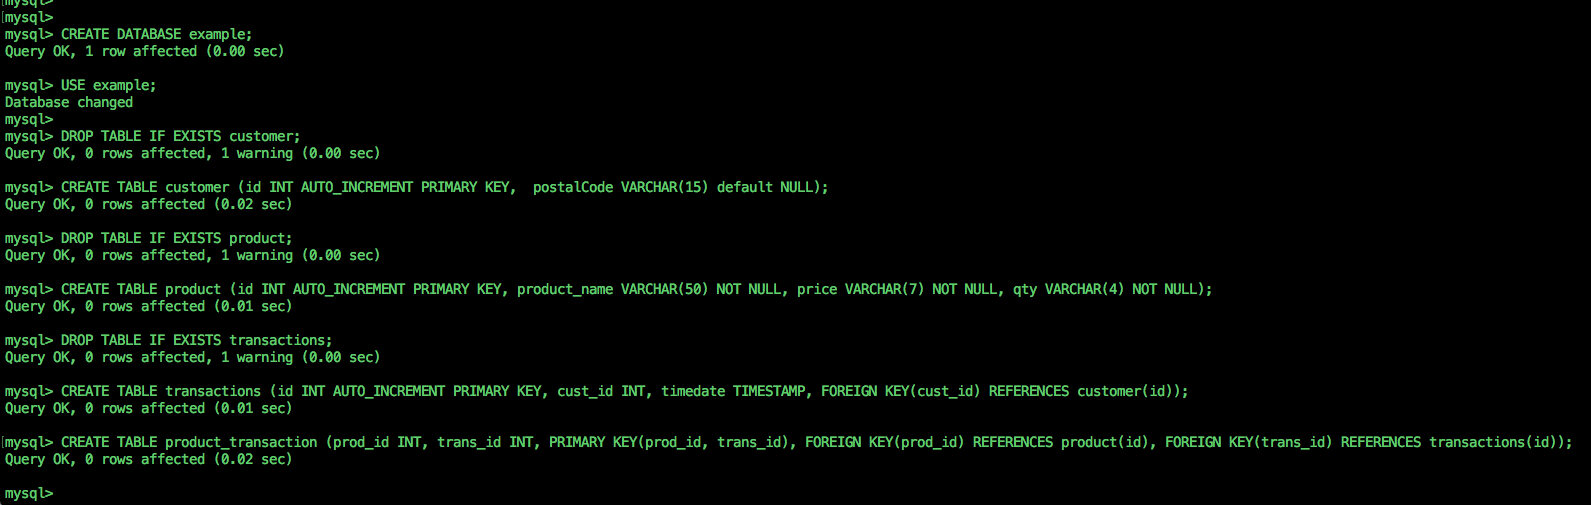 mysql>
[mysql>
mysql> CREATE DATABASE example;
Query OK, 1 row affected (0.00 sec)
mysql> USE example;
Database changed
mysql>
mysql> DROP TABLE IF EXISTS customer;
Query OK, 0 rows affected, 1 warning (0.00 sec)
mysql> CREATE TABLE customer (id INT AUTO_INCREMENT PRIMARY KEY,  postalCode VARCHAR(15) default NULL);
Query OK, 0 rows affected (0.02 sec)
mysql> DROP TABLE IF EXISTS product;
Query OK, 0 rows affected, 1 warning (0.00 sec)
mysql> CREATE TABLE product (id INT AUTO_INCREMENT PRIMARY KEY, product_name VARCHAR(50) NOT NULL, price VARCHAR(7) NOT NULL, qty VARCHAR(4) NOT NULL);
Query OK, 0 rows affected (0.01 sec)
mysql> DROP TABLE IF EXISTS transactions;
Query OK, 0 rows affected, 1 warning (0.00 sec)
mysql> CREATE TABLE transactions (id INT AUTO_INCREMENT PRIMARY KEY, cust_id INT, timedate TIMESTAMP, FOREIGN KEY(cust_id) REFERENCES customer(id));
Query OK, 0 rows affected (0.01 sec)
[mysql> CREATE TABLE product_transaction (prod_id INT, trans_id INT, PRIMARY KEY(prod_id, trans_id), FOREIGN KEY(prod_id) REFERENCES product(id), FOREIGN KEY(trans_id) REFERENCES transactions(id));
Query OK, 0 rows affected (0.02 sec)
mysql>